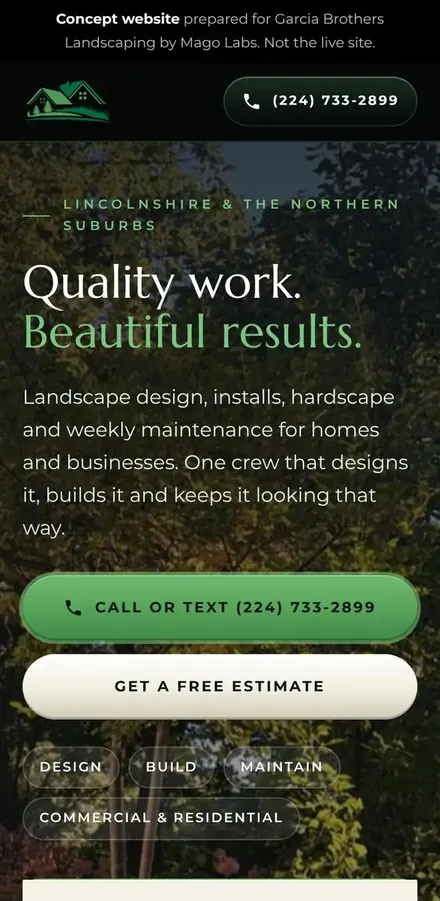 Concept website prepared for Garcia Brothers
Landscaping by Mago Labs. Not the live site.
(224) 733-2899
LINCOLNSHIRE & THE NORTHERN
SUBURBS
Quality work.
Beautiful results.
Landscape design, installs, hardscape
and weekly maintenance for homes
and businesses. One crew that designs
it, builds it and keeps it looking that
way.
CALL OR TEXT (224) 733-2899
GET A FREE ESTIMATE
DESIGN
BUILD
MAINTAIN
COMMERCIAL & RESIDENTIAL